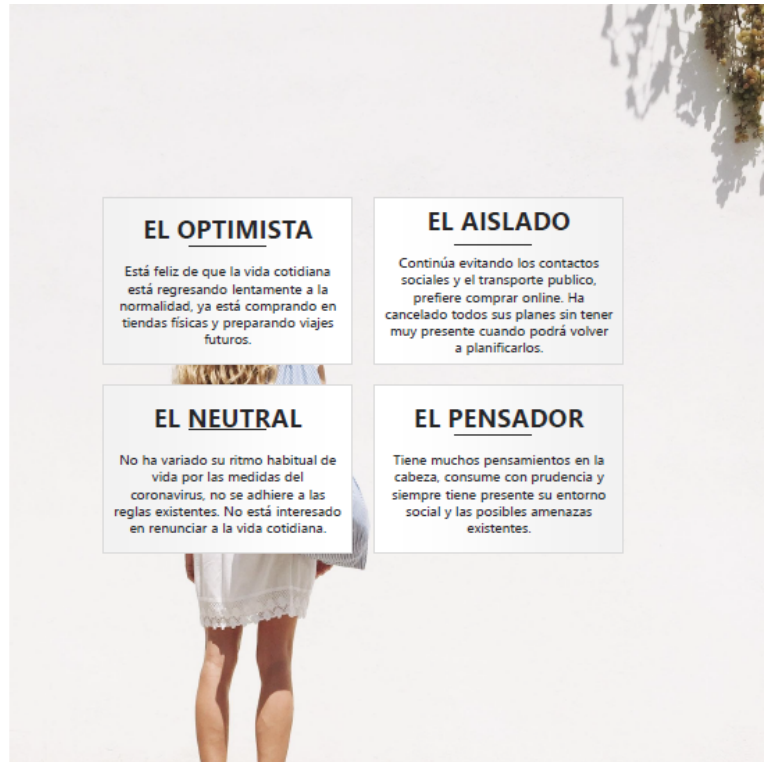 EL OPTIMISTA
Está feliz de que la vida cotidiana
está regresando lentamente a la
normalidad, ya está comprando en
tiendas físicas y preparando viajes
futuros.
EL AISLADO
Continúa evitando los contactos
sociales y el transporte publico,
prefiere comprar online. Ha
cancelado todos sus planes sin tener
muy presente cuando podrá volver
a planificarlos.
EL NEUTRAL
No ha variado su ritmo habitual de
vida por las medidas del
coronavirus, no se adhiere a las
reglas existentes. No está interesado
en renunciar a la vida cotidiana.
EL PENSADOR
Tiene muchos pensamientos en la
cabeza, consume con prudencia y
siempre tiene presente su entorno
social y las posibles amenazas
existentes.